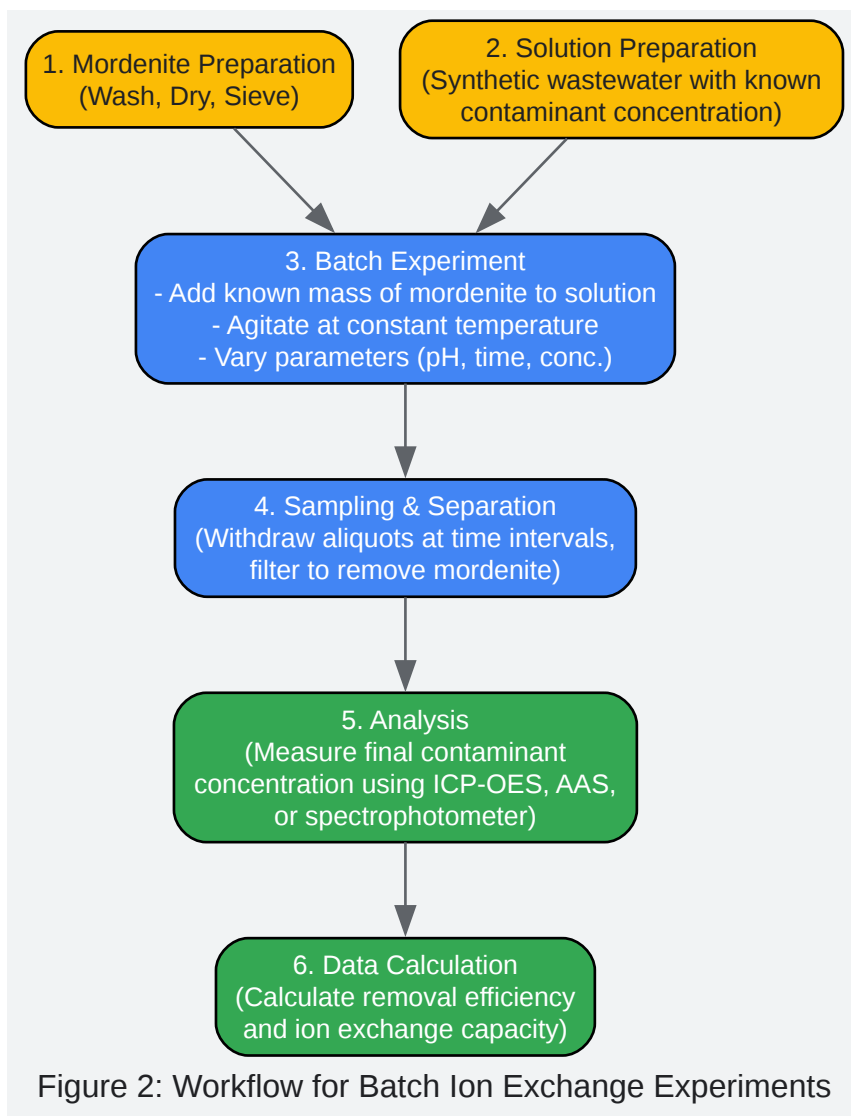 1. Mordenite Preparation
(Wash, Dry, Sieve)
2. Solution Preparation
(Synthetic wastewater with known
contaminant concentration)
3. Batch Experiment
- Add known mass of mordenite to solution
- Agitate at constant temperature
- Vary parameters (pH, time, conc.)
4. Sampling & Separation
(Withdraw aliquots at time intervals,
filter to remove mordenite)
5. Analysis
(Measure final contaminant
concentration using ICP-OES, AAS,
or spectrophotometer)
6. Data Calculation
(Calculate removal efficiency
and ion exchange capacity)
Figure 2: Workflow for Batch Ion Exchange Experiments